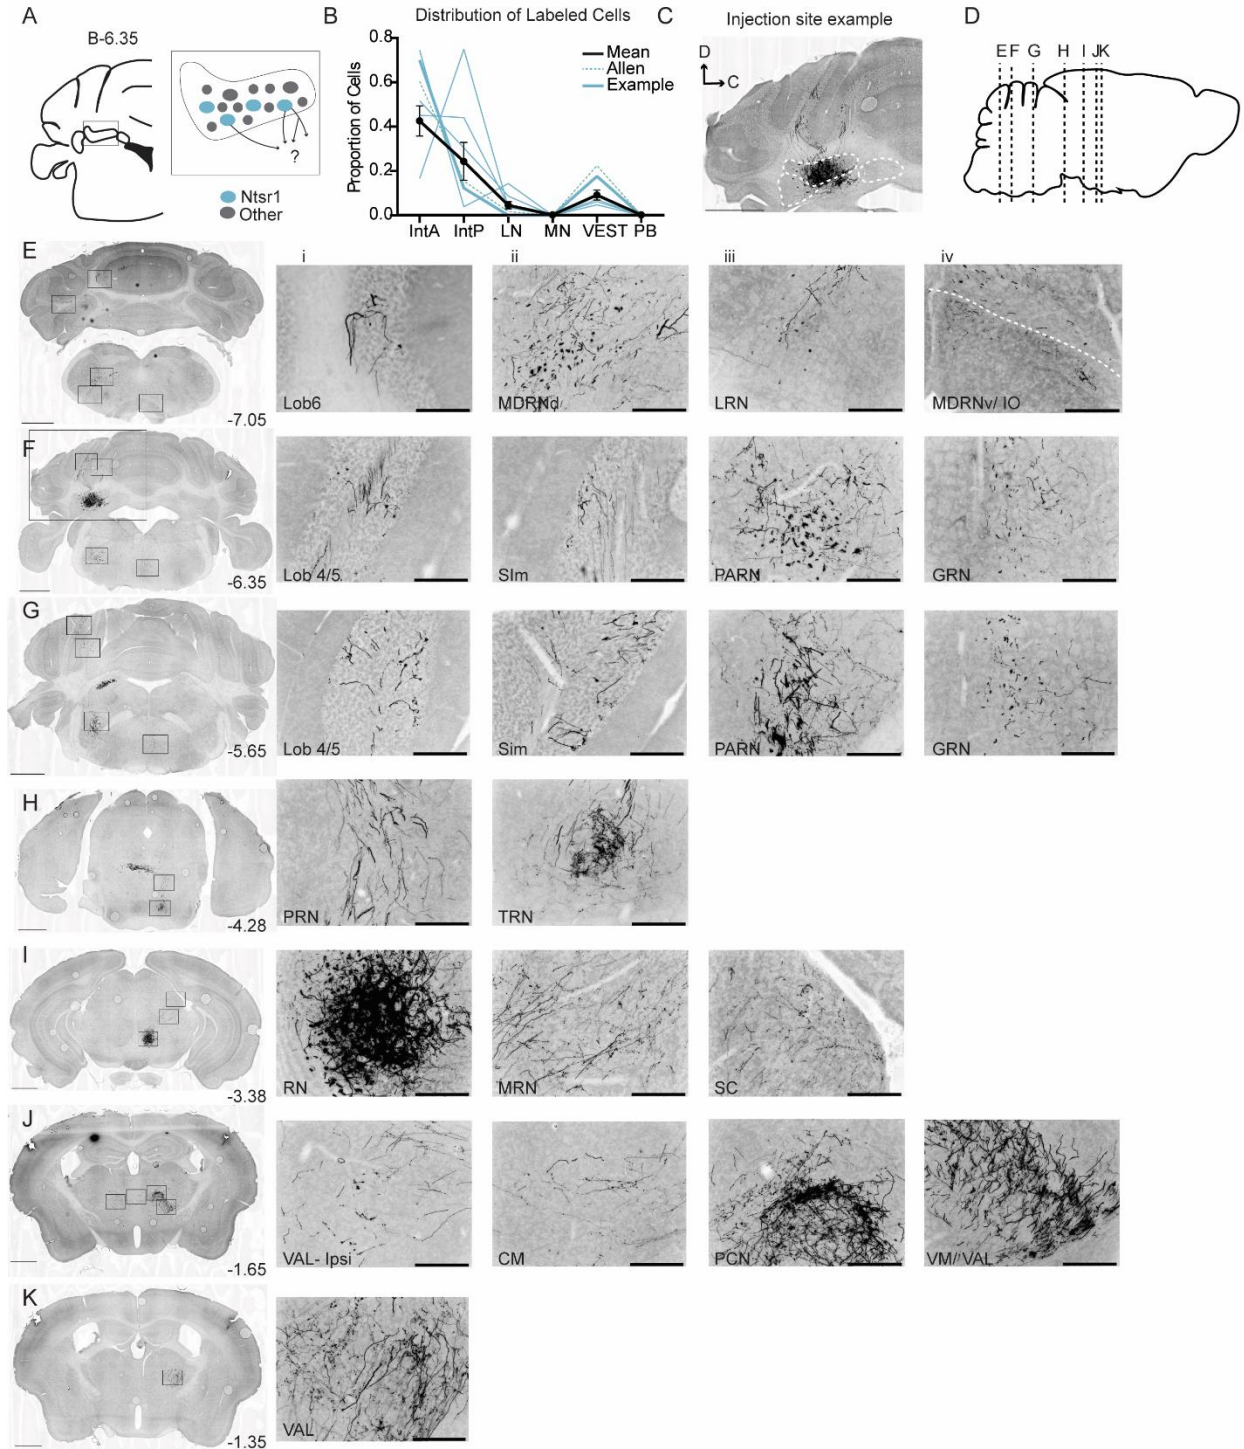 A
B-6.35
?
Ntsr1
Other
B
Distribution of Labeled Cells
Proportion of Cells
0.8
0.6
0.4
0.2
0.0
IntA IntP LN MN VEST PB
Mean
Allen
Example
C
Injection site example
D
C
D
E F G H I JK
E
-7.05
i
ii
iii
iv
Lob6
MDRNd
LRN
MDRNv/ IO
F
-6.35
Lob 4/5
SIm
PARN
GRN
G
-5.65
Lob 4/5
Sim
PARN
GRN
H
-4.28
PRN
TRN
I
-3.38
RN
MRN
SC
J
-1.65
VAL- Ipsi
CM
PCN
VM/ VAL
K
-1.35
VAL